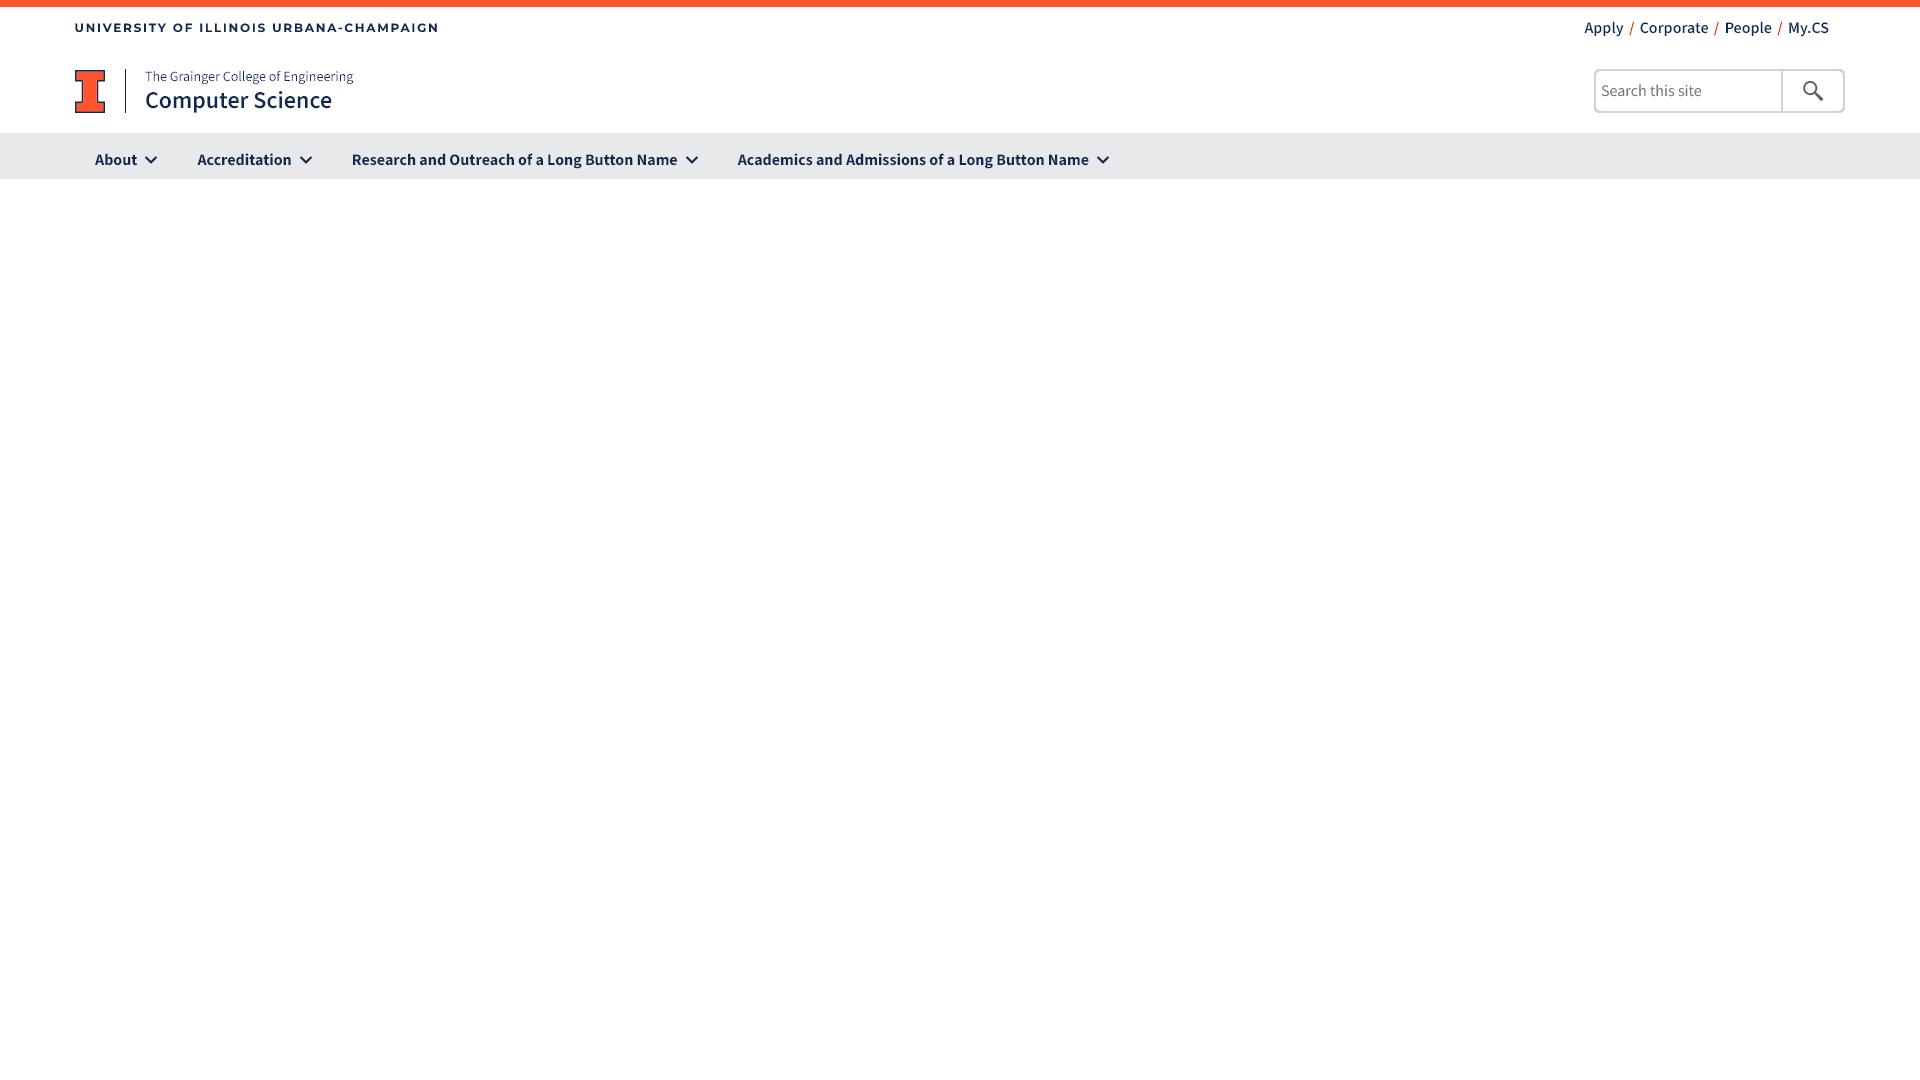 UNIVERSITY OF ILLINOIS URBANA-CHAMPAIGN
Apply / Corporate / People / My.CS
The Grainger College of Engineering
Computer Science
Search this site
About
Accreditation
Research and Outreach of a Long Button Name
Academics and Admissions of a Long Button Name